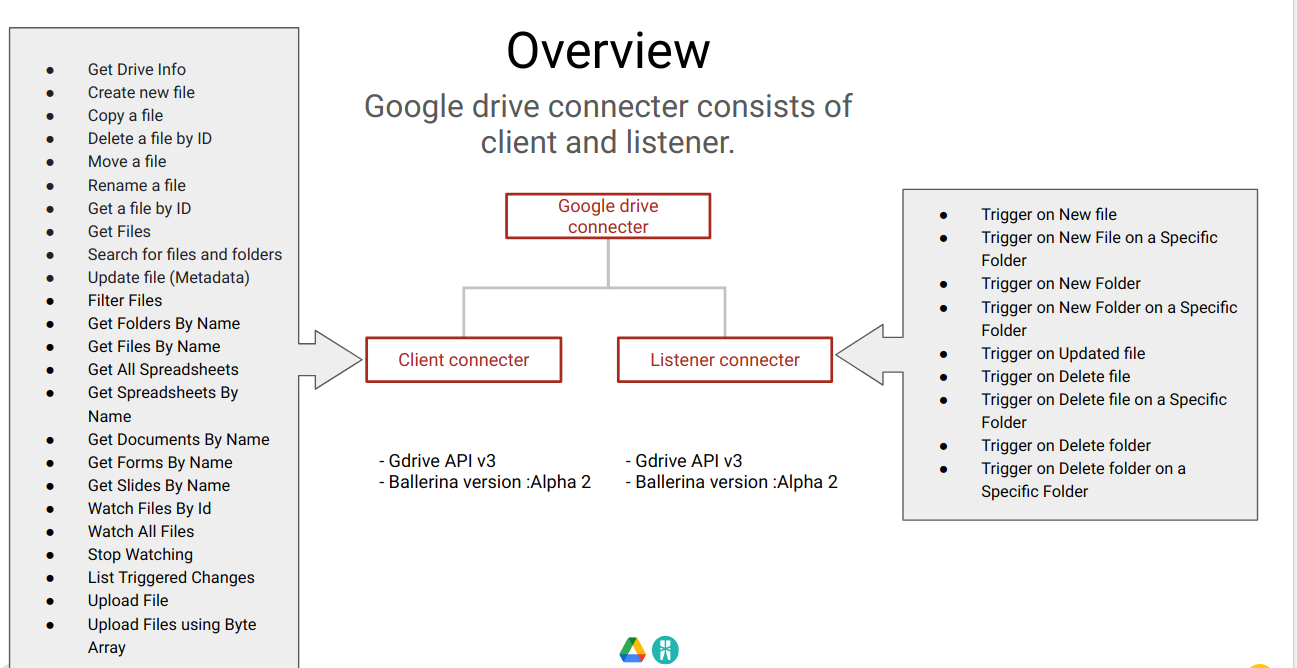 Overview
Google drive connecter consists of
client and listener.
● Get Drive Info
● Create new file
● Copy a file
● Delete a file by ID
● Move a file
● Rename a file
● Get a file by ID
● Get Files
● Search for files and folders
● Update file (Metadata)
● Filter Files
● Get Folders By Name
● Get Files By Name
● Get All Spreadsheets
● Get Spreadsheets By
Name
● Get Documents By Name
● Get Forms By Name
● Get Slides By Name
● Watch Files By Id
● Watch All Files
● Stop Watching
● List Triggered Changes
● Upload File
● Upload Files using Byte
Array
Google drive
connecter
Client connecter
Listener connecter
- Gdrive API v3
- Ballerina version :Alpha 2
- Gdrive API v3
- Ballerina version :Alpha 2
● Trigger on New file
● Trigger on New File on a Specific
Folder
● Trigger on New Folder
● Trigger on New Folder on a Specific
Folder
● Trigger on Updated file
● Trigger on Delete file
● Trigger on Delete file on a Specific
Folder
● Trigger on Delete folder
● Trigger on Delete folder on a
Specific Folder